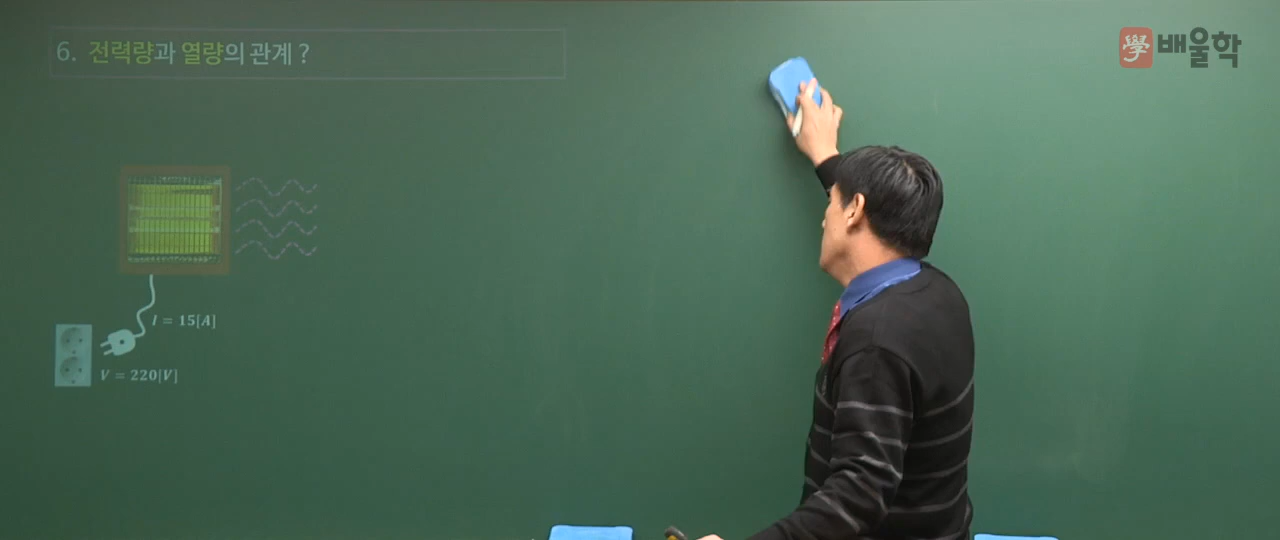 6. 전력량과 열량의 관계 ?
學 배울학
I = 15[A]
V = 220[V]